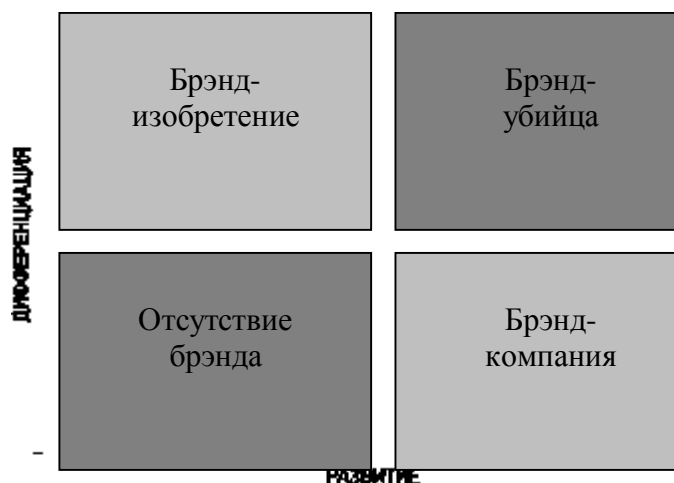 Брэнд-
изобретение
Брэнд-
убийца
ДИФФЕРЕНЦИАЦИЯ
Отсутствие
брэнда
Брэнд-
компания
–
РАЗВИТИЕ